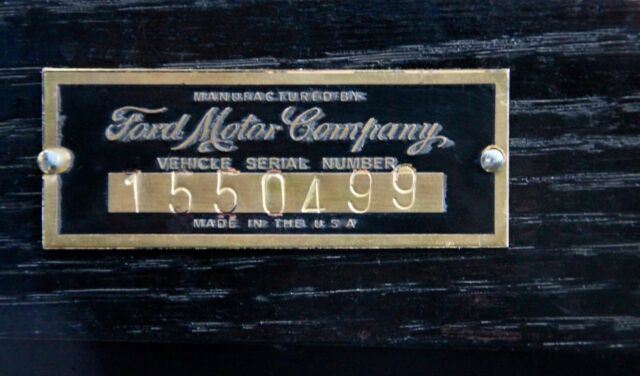 MANUFACTURED BY
Ford Motor Company
VEHICLE SERIAL NUMBER
1550499
MADE IN THE U S A